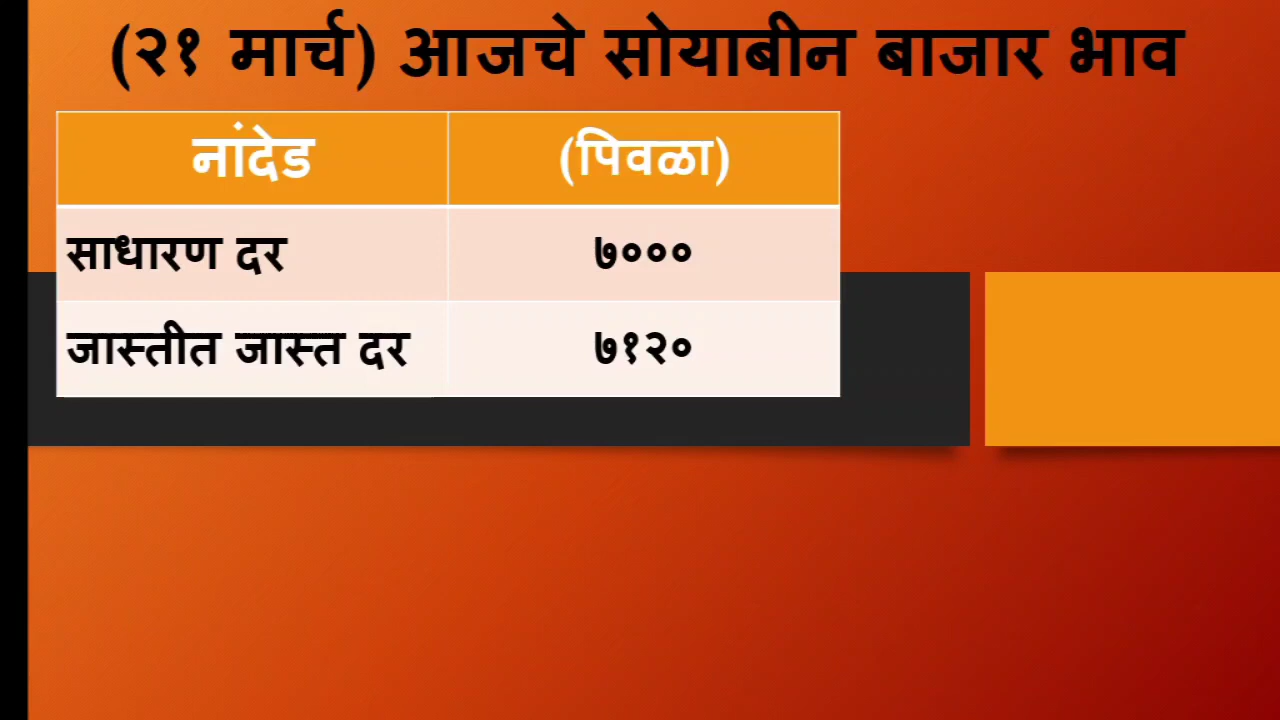 (२१ मार्च) आजचे सोयाबीन बाजार भाव
नांदेड (पिवळा)
साधारण दर ७०००
जास्तीत जास्त दर ७१२०